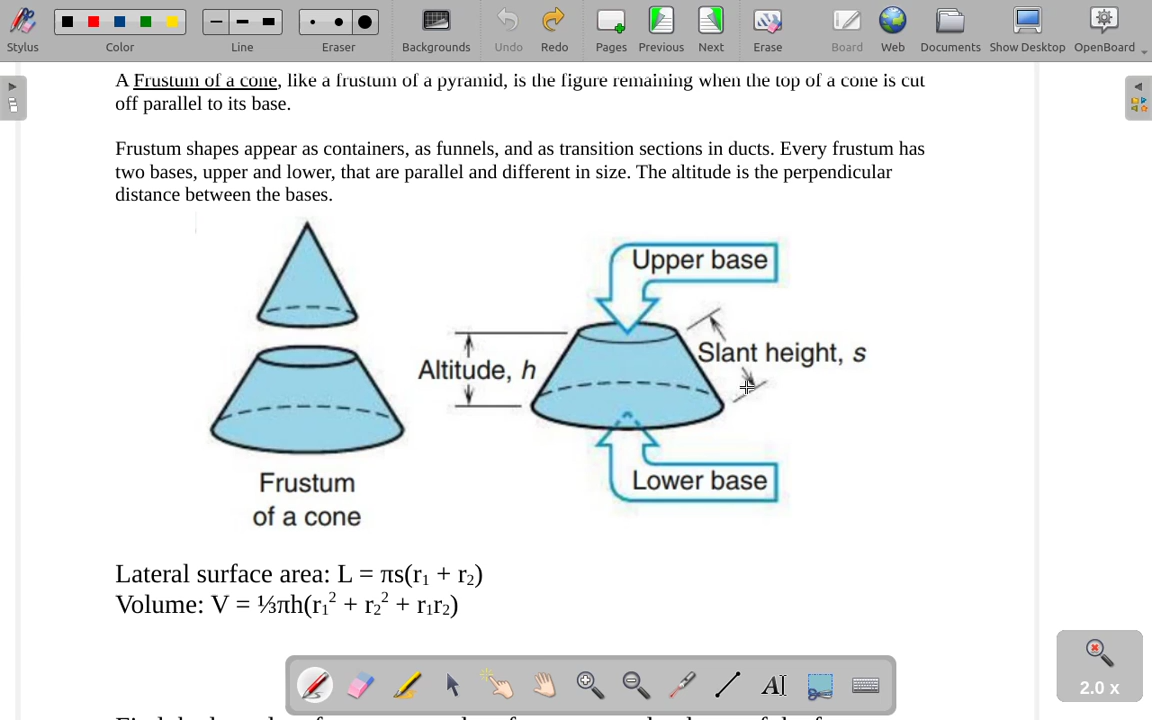 Stylus Color Line Eraser Backgrounds Undo Redo Pages Previous Next Erase Board Web Documents Show Desktop OpenBoard
A Frustum of a cone, like a frustum of a pyramid, is the figure remaining when the top of a cone is cut
off parallel to its base.
Frustum shapes appear as containers, as funnels, and as transition sections in ducts. Every frustum has
two bases, upper and lower, that are parallel and different in size. The altitude is the perpendicular
distance between the bases.
Upper base
Slant height, s
Altitude, h
Lower base
Frustum
of a cone
Lateral surface area: L = πs(r₁ + r₂)
Volume: V = ⅓πh(r₁² + r₂² + r₁r₂)
AI
2.0 x